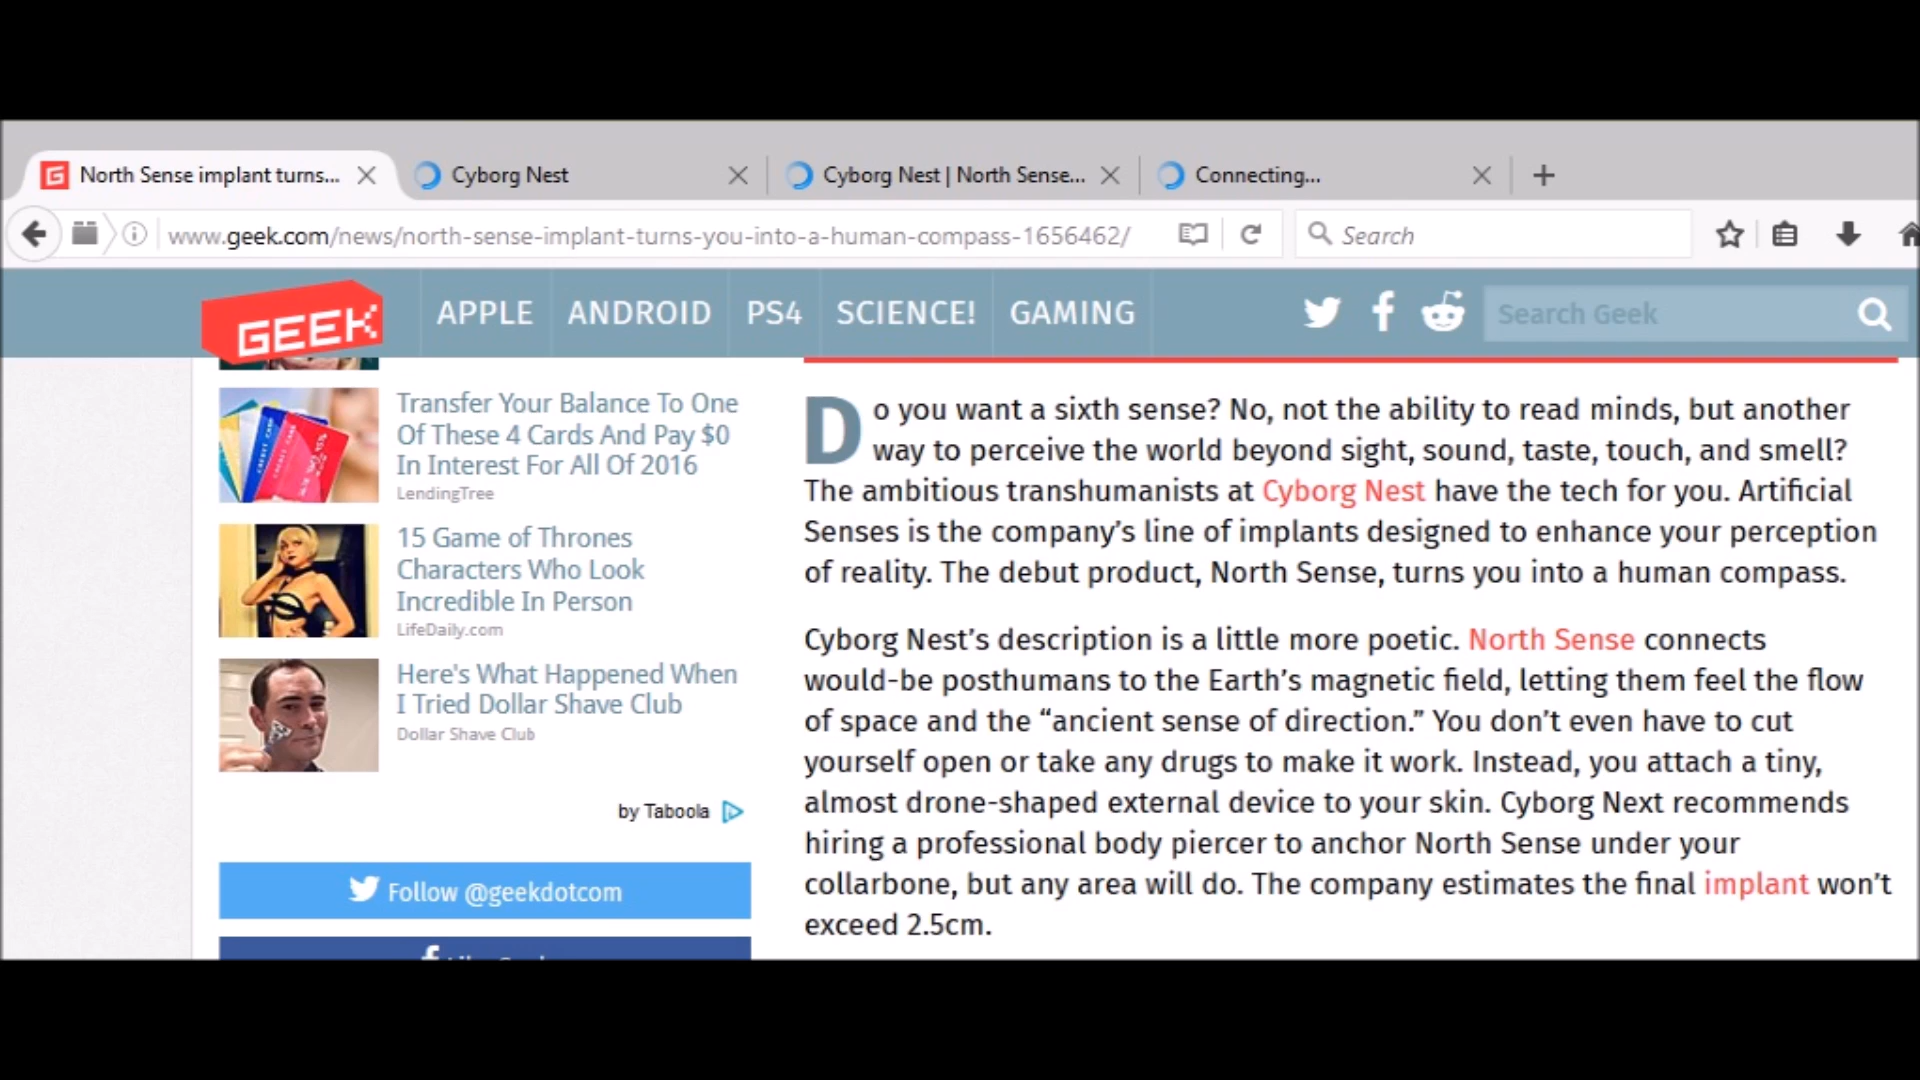 North Sense implant turns...
Cyborg Nest
Cyborg Nest | North Sense...
Connecting...
www.geek.com/news/north-sense-implant-turns-you-into-a-human-compass-1656462/
Search
GEEK
APPLE
ANDROID
PS4
SCIENCE!
GAMING
Search Geek
Transfer Your Balance To One
Of These 4 Cards And Pay $0
In Interest For All Of 2016
LendingTree
15 Game of Thrones
Characters Who Look
Incredible In Person
LifeDaily.com
Here's What Happened When
I Tried Dollar Shave Club
Dollar Shave Club
by Taboola
Follow @geekdotcom
Do you want a sixth sense? No, not the ability to read minds, but another
way to perceive the world beyond sight, sound, taste, touch, and smell?
The ambitious transhumanists at Cyborg Nest have the tech for you. Artificial
Senses is the company’s line of implants designed to enhance your perception
of reality. The debut product, North Sense, turns you into a human compass.
Cyborg Nest’s description is a little more poetic. North Sense connects
would-be posthumans to the Earth’s magnetic field, letting them feel the flow
of space and the “ancient sense of direction.” You don’t even have to cut
yourself open or take any drugs to make it work. Instead, you attach a tiny,
almost drone-shaped external device to your skin. Cyborg Next recommends
hiring a professional body piercer to anchor North Sense under your
collarbone, but any area will do. The company estimates the final implant won’t
exceed 2.5cm.